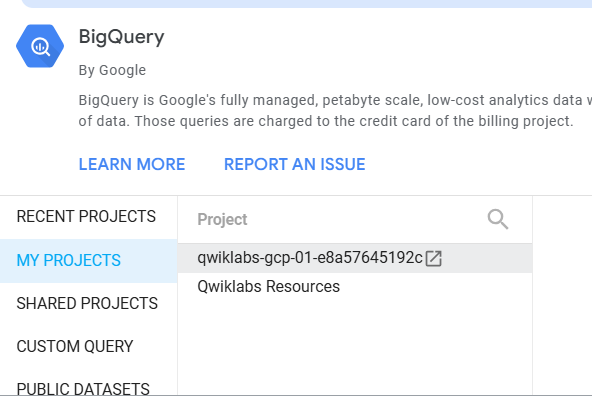 BigQuery
By Google
BigQuery is Google's fully managed, petabyte scale, low-cost analytics data
of data. Those queries are charged to the credit card of the billing project.
LEARN MORE REPORT AN ISSUE
RECENT PROJECTS
MY PROJECTS
SHARED PROJECTS
CUSTOM QUERY
PUBLIC DATASETS
Project
qwiklabs-gcp-01-e8a57645192c
Qwiklabs Resources